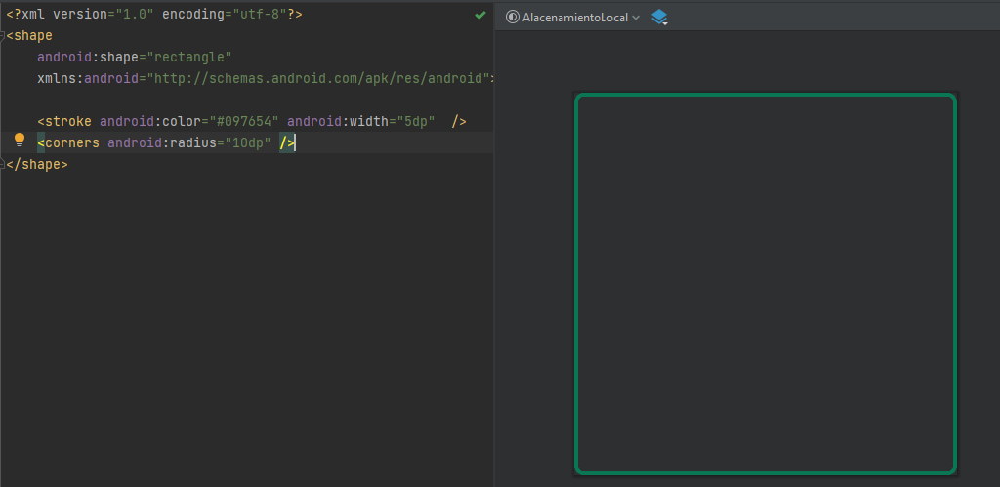 <?xml version="1.0" encoding="utf-8"?>
<shape
    android:shape="rectangle"
    xmlns:android="http://schemas.android.com/apk/res/android">
    <stroke android:color="#097654" android:width="5dp"  />
    <corners android:radius="10dp" />
</shape>
AlacenamientoLocal